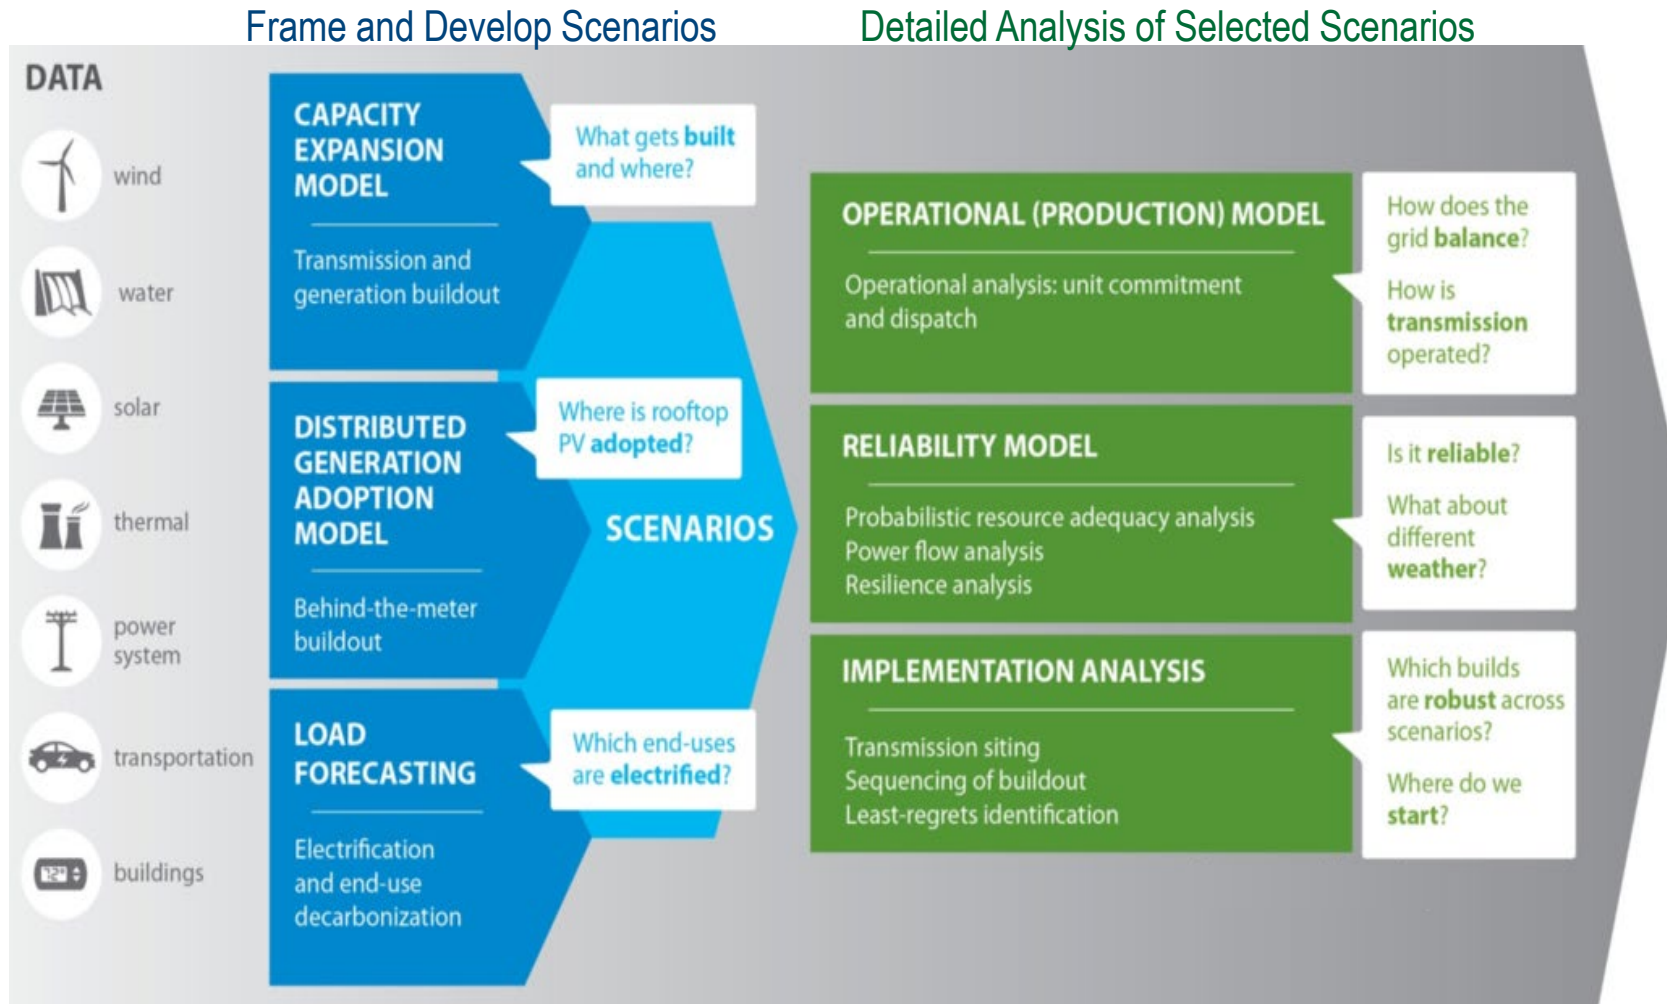 Frame and Develop Scenarios
Detailed Analysis of Selected Scenarios
DATA
wind
water
solar
thermal
power
system
transportation
buildings
CAPACITY
EXPANSION
MODEL
Transmission and
generation buildout
What gets built
and where?
DISTRIBUTED
GENERATION
ADOPTION
MODEL
Behind-the-meter
buildout
Where is rooftop
PV adopted?
LOAD
FORECASTING
Electrification
and end-use
decarbonization
Which end-uses
are electrified?
SCENARIOS
OPERATIONAL (PRODUCTION) MODEL
Operational analysis: unit commitment
and dispatch
How does the
grid balance?
How is
transmission
operated?
RELIABILITY MODEL
Probabilistic resource adequacy analysis
Power flow analysis
Resilience analysis
Is it reliable?
What about
different
weather?
IMPLEMENTATION ANALYSIS
Transmission siting
Sequencing of buildout
Least-regrets identification
Which builds
are robust across
scenarios?
Where do we
start?